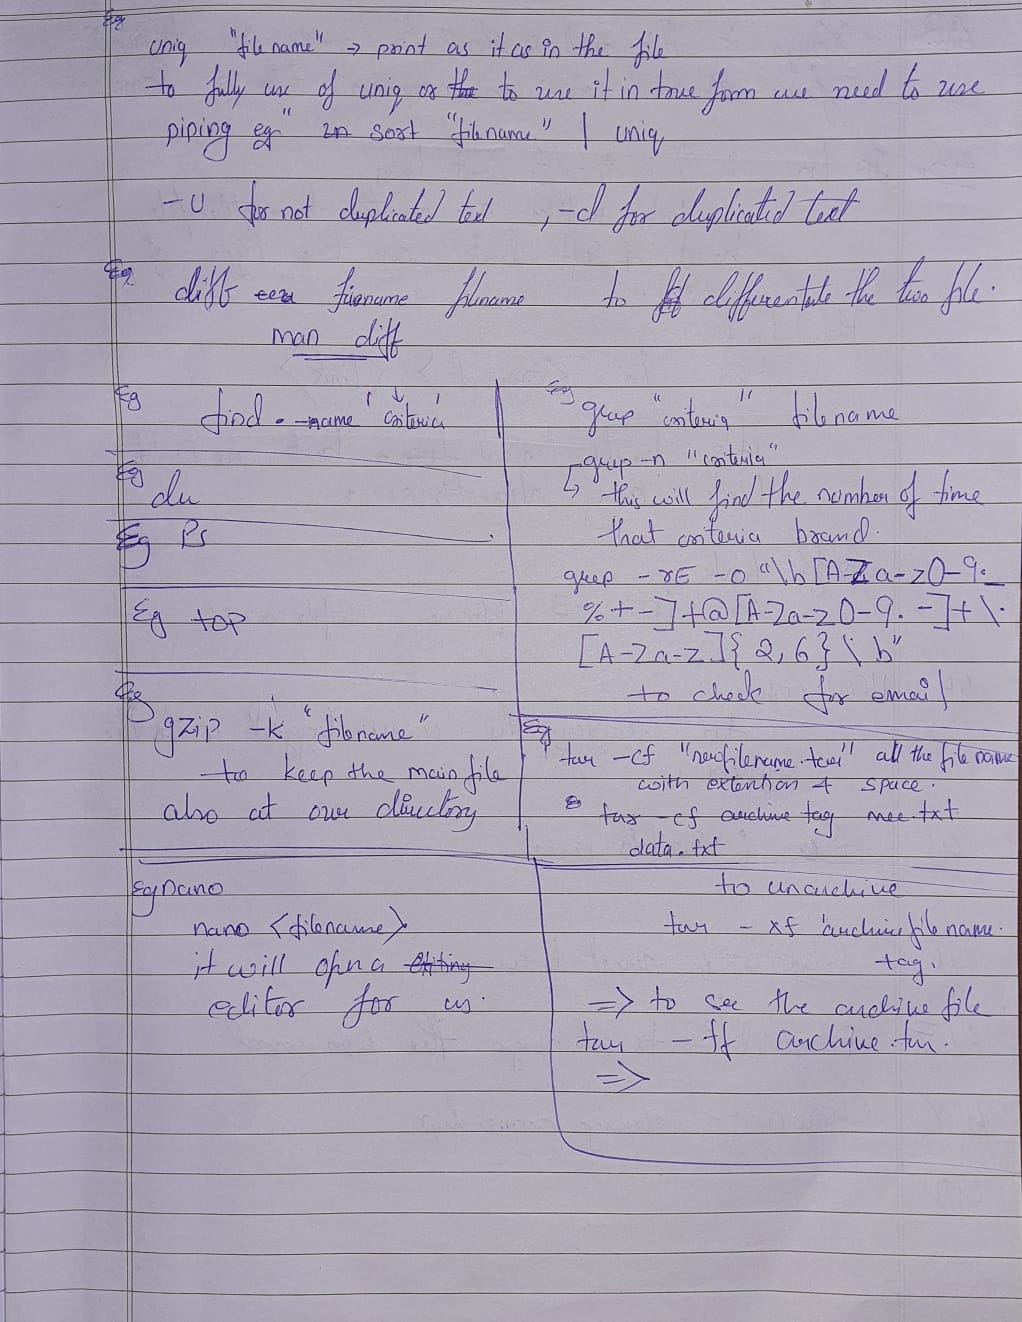 Eg
uniq "file name" → print as it as in the file
to fully use of uniq or the to use it in true form we need to use
piping eg" in sort "filename" | uniq
-U for not duplicated text , -d for duplicated text
Eg
diff filename filename to differentiate the two file.
man diff
Eg
find . -name 'criteria'
Eg
du
Eg Ps
Eg top
Eg
gzip -k "filename"
to keep the main file
also at our directory
Eg nano
nano <filename>
it will open a editing
editor for us.
Eg
grep "criteria" filename
grep -n "criteria"
↳ this will find the number of time
that criteria brand.
grep -rE -o "\b[A-Za-z0-9._
%+-]+@[A-Za-z0-9.-]+\.
[A-Za-z]{2,6}\b"
to check for email
Eg
tar -cf "newfilename.tar" all the file name
with extention & space.
tar -cf archive tag mee.txt
data.txt
to unarchive
tar - xf 'archive file name.
tag.
=> to see the archive file
tar - tf archive.tar.
=>